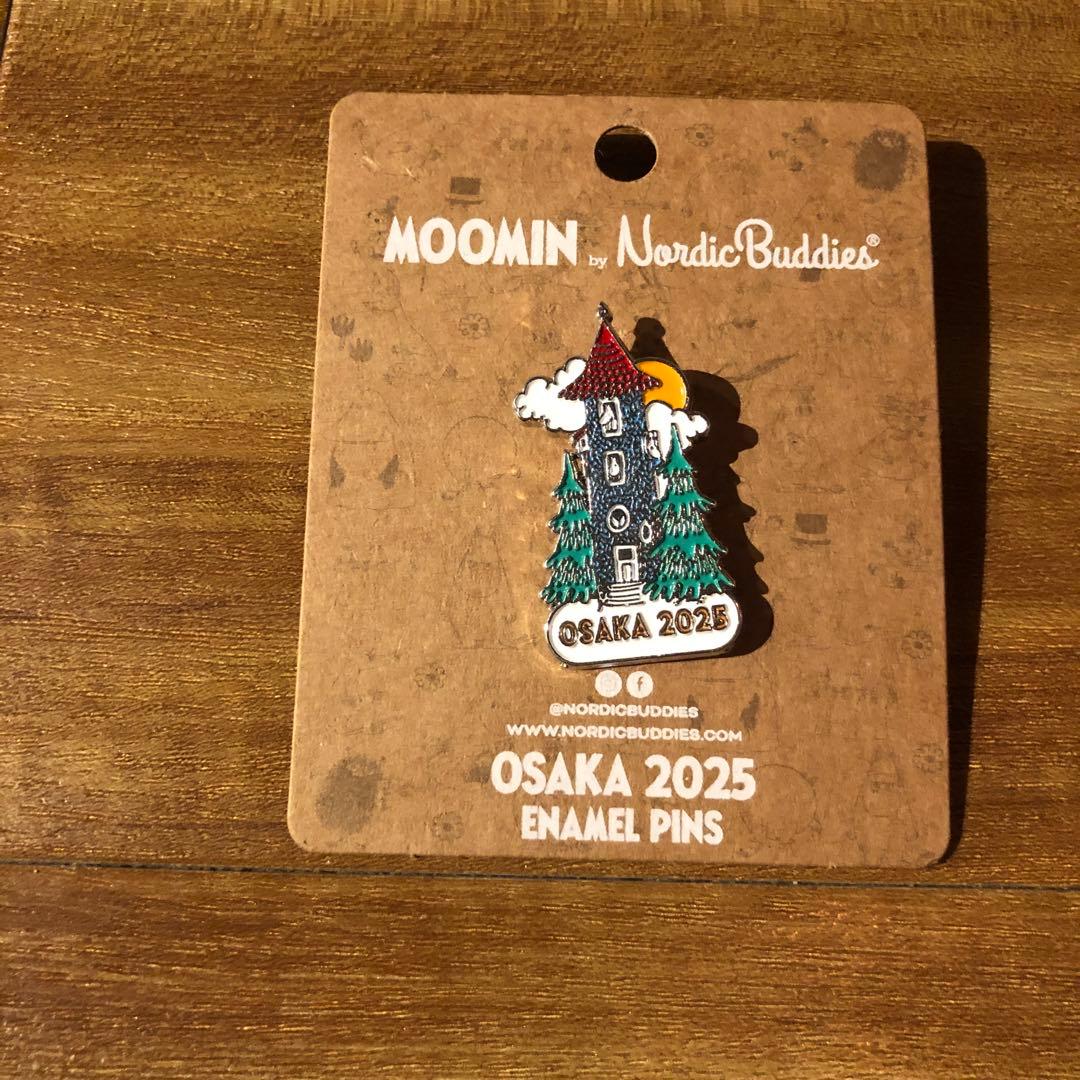 MOOMIN by NordicBuddies®
OSAKA 2025
@NORDICBUDDIES
WWW.NORDICBUDDIES.COM
OSAKA 2025
ENAMEL PINS